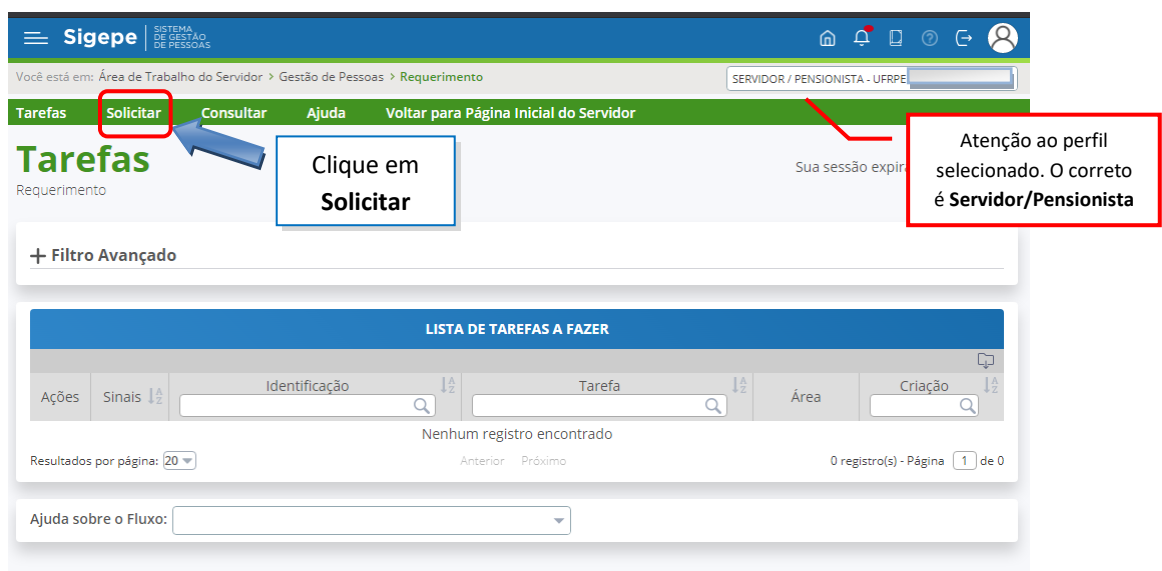 Sigepe SISTEMA
DE GESTÃO
DE PESSOAS
Você está em: Área de Trabalho do Servidor > Gestão de Pessoas > Requerimento
SERVIDOR / PENSIONISTA - UFRPE
Tarefas Solicitar Consultar Ajuda Voltar para Página Inicial do Servidor
Atenção ao perfil
selecionado. O correto
é Servidor/Pensionista
Tarefas
Requerimento
Clique em
Solicitar
Sua sessão expira
+ Filtro Avançado
LISTA DE TAREFAS A FAZER
Ações Sinais Identificação Tarefa Área Criação
Nenhum registro encontrado
Resultados por página: 20 Anterior Próximo 0 registro(s) - Página 1 de 0
Ajuda sobre o Fluxo: